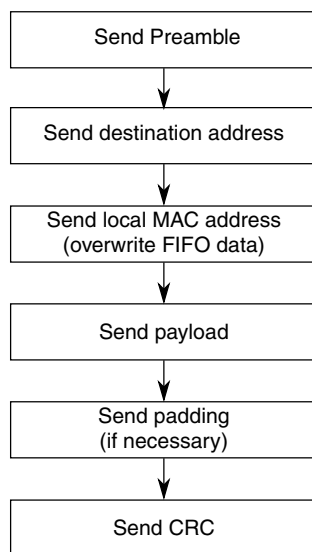 Send Preamble
Send destination address
Send local MAC address
(overwrite FIFO data)
Send payload
Send padding
(if necessary)
Send CRC